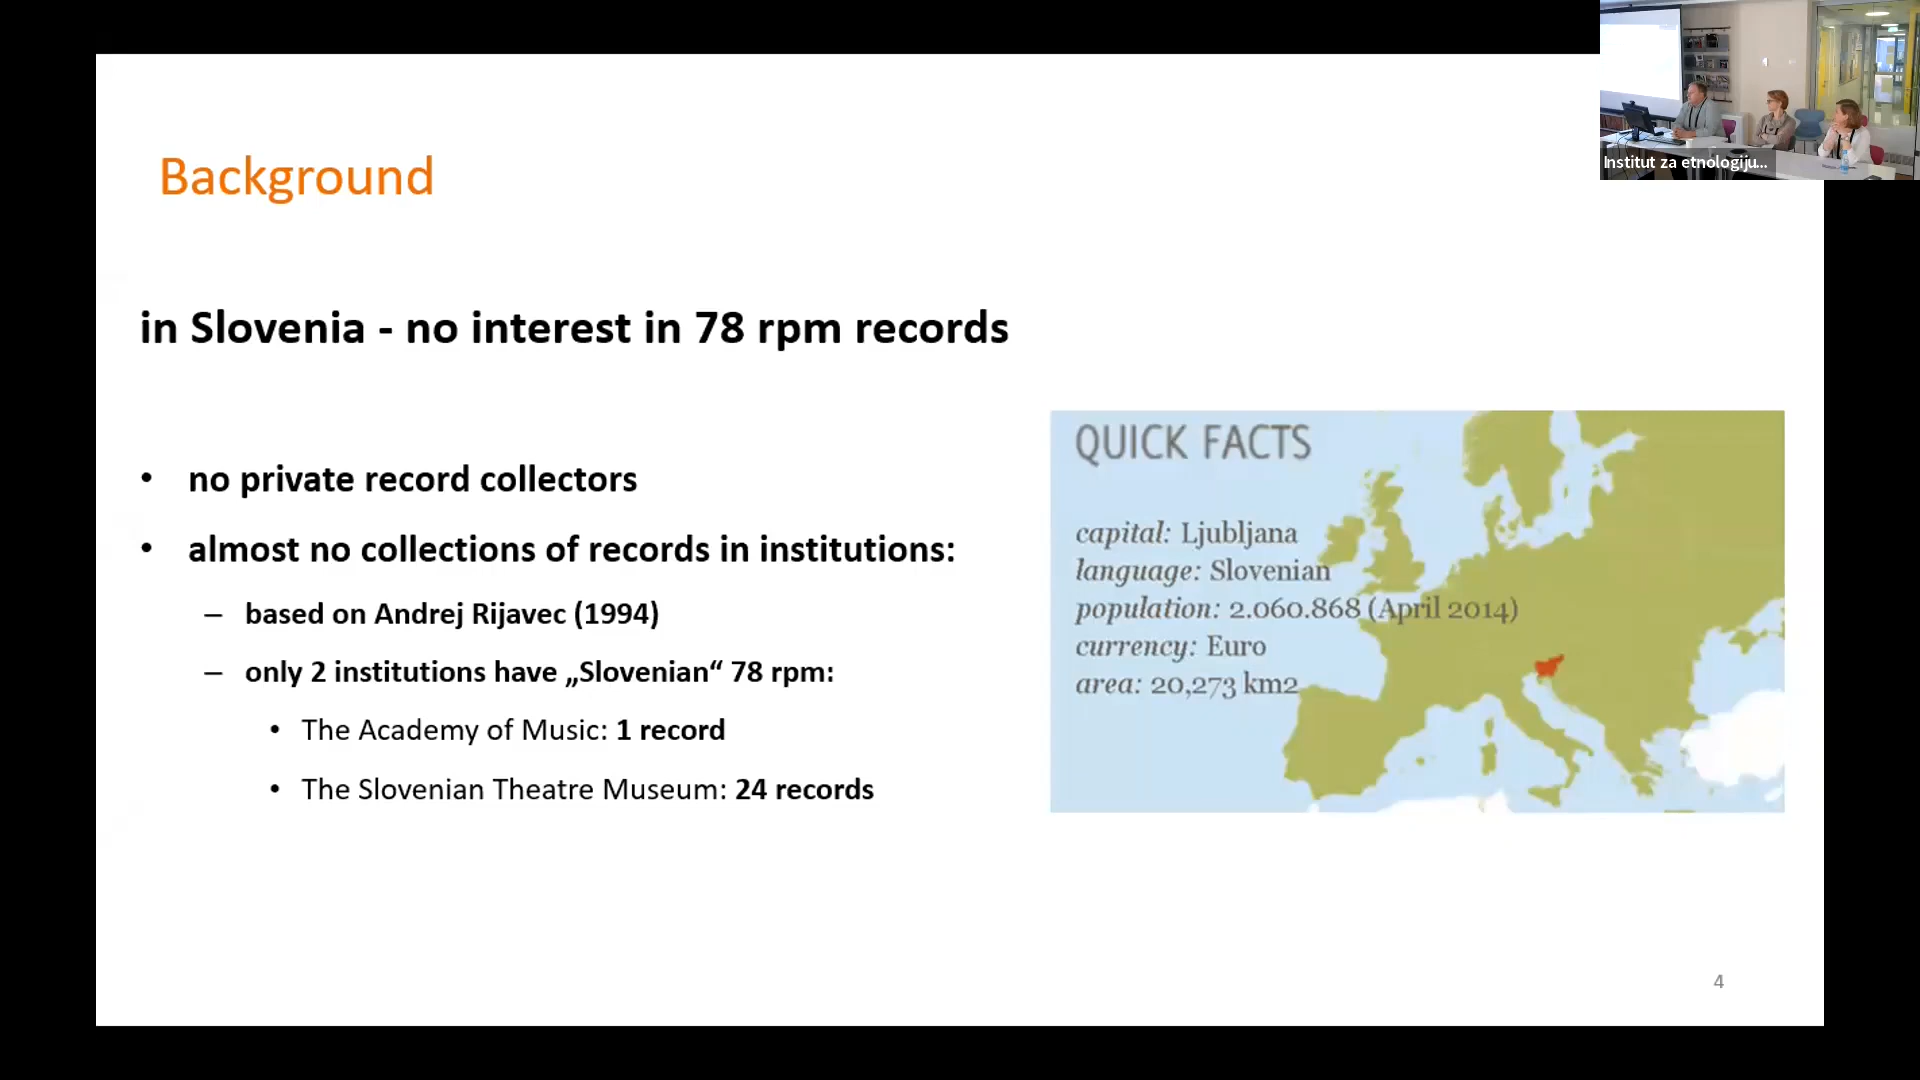 Background
in Slovenia - no interest in 78 rpm records
• no private record collectors
• almost no collections of records in institutions:
– based on Andrej Rijavec (1994)
– only 2 institutions have „Slovenian“ 78 rpm:
• The Academy of Music: 1 record
• The Slovenian Theatre Museum: 24 records
QUICK FACTS
capital: Ljubljana
language: Slovenian
population: 2.060.868 (April 2014)
currency: Euro
area: 20,273 km2
4
Institut za etnologiju...